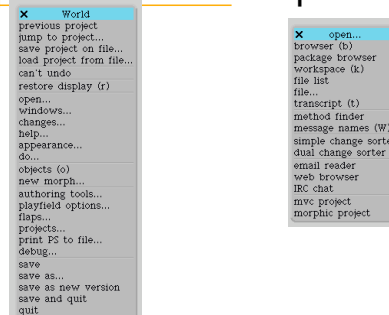 World
previous project
jump to project...
save project on file...
load project from file...
can't undo
restore display (r)
open...
windows...
changes...
help...
appearance...
do...
objects (o)
new morph...
authoring tools...
playfield options...
flaps...
projects...
print PS to file...
debug...
save
save as...
save as new version
save and quit
quit
open...
browser (b)
package browser
workspace (k)
file list
file...
transcript (t)
method finder
message names (W)
simple change sorte
dual change sorter
email reader
web browser
IRC chat
mvc project
morphic project